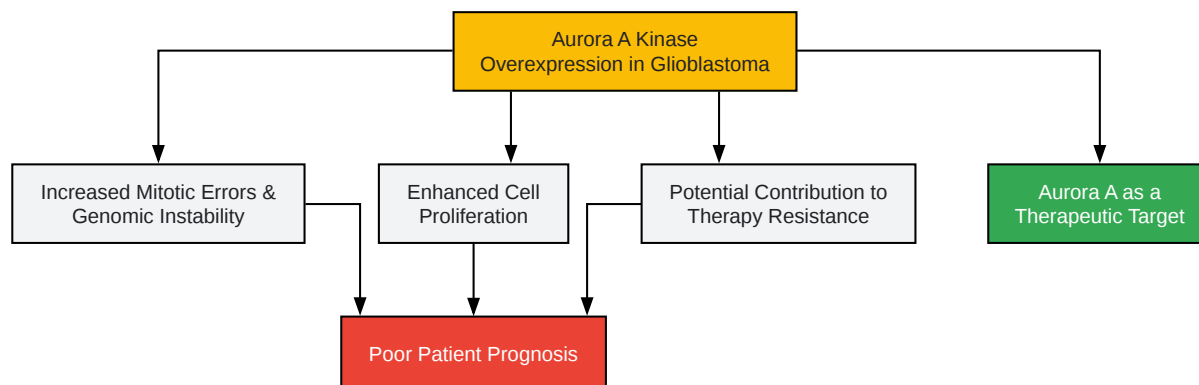 Aurora A Kinase
Overexpression in Glioblastoma
Increased Mitotic Errors &
Genomic Instability
Enhanced Cell
Proliferation
Potential Contribution to
Therapy Resistance
Aurora A as a
Therapeutic Target
Poor Patient Prognosis